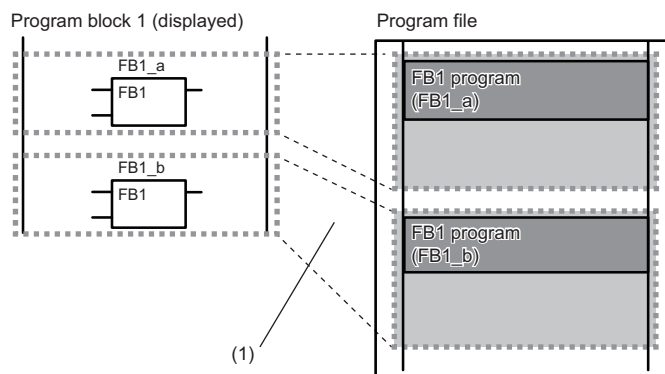 Program block 1 (displayed)
Program file
FB1_a
FB1
FB1_b
FB1
FB1 program
(FB1_a)
FB1 program
(FB1_b)
(1)